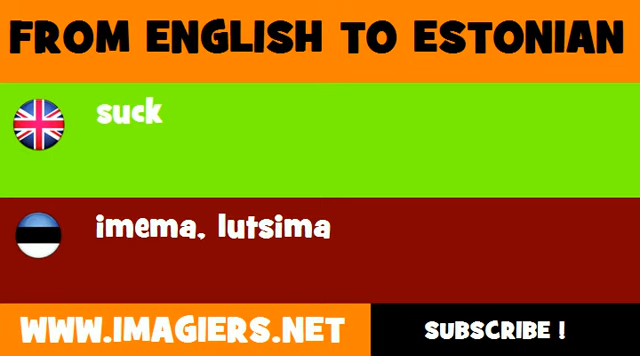 FROM ENGLISH TO ESTONIAN
suck
imema, lutsima
WWW.IMAGIERS.NET
SUBSCRIBE !